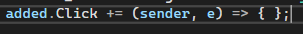 added.Click += (sender, e) => { };